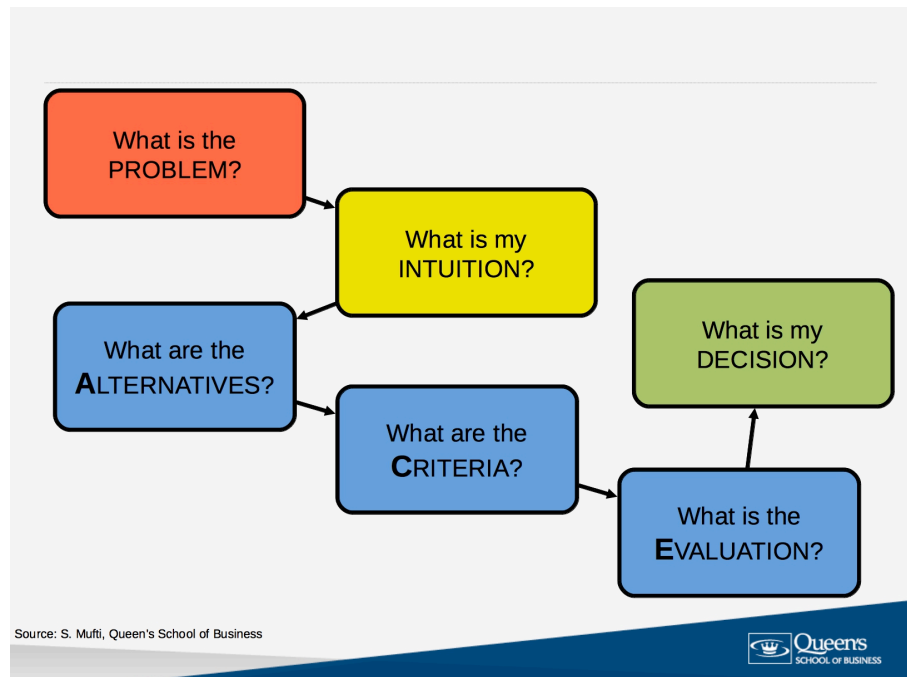 What is the
PROBLEM?
What is my
INTUITION?
What are the
ALTERNATIVES?
What are the
CRITERIA?
What is the
EVALUATION?
What is my
DECISION?
Source: S. Mufti, Queen's School of Business
Queen's
SCHOOL OF BUSINESS